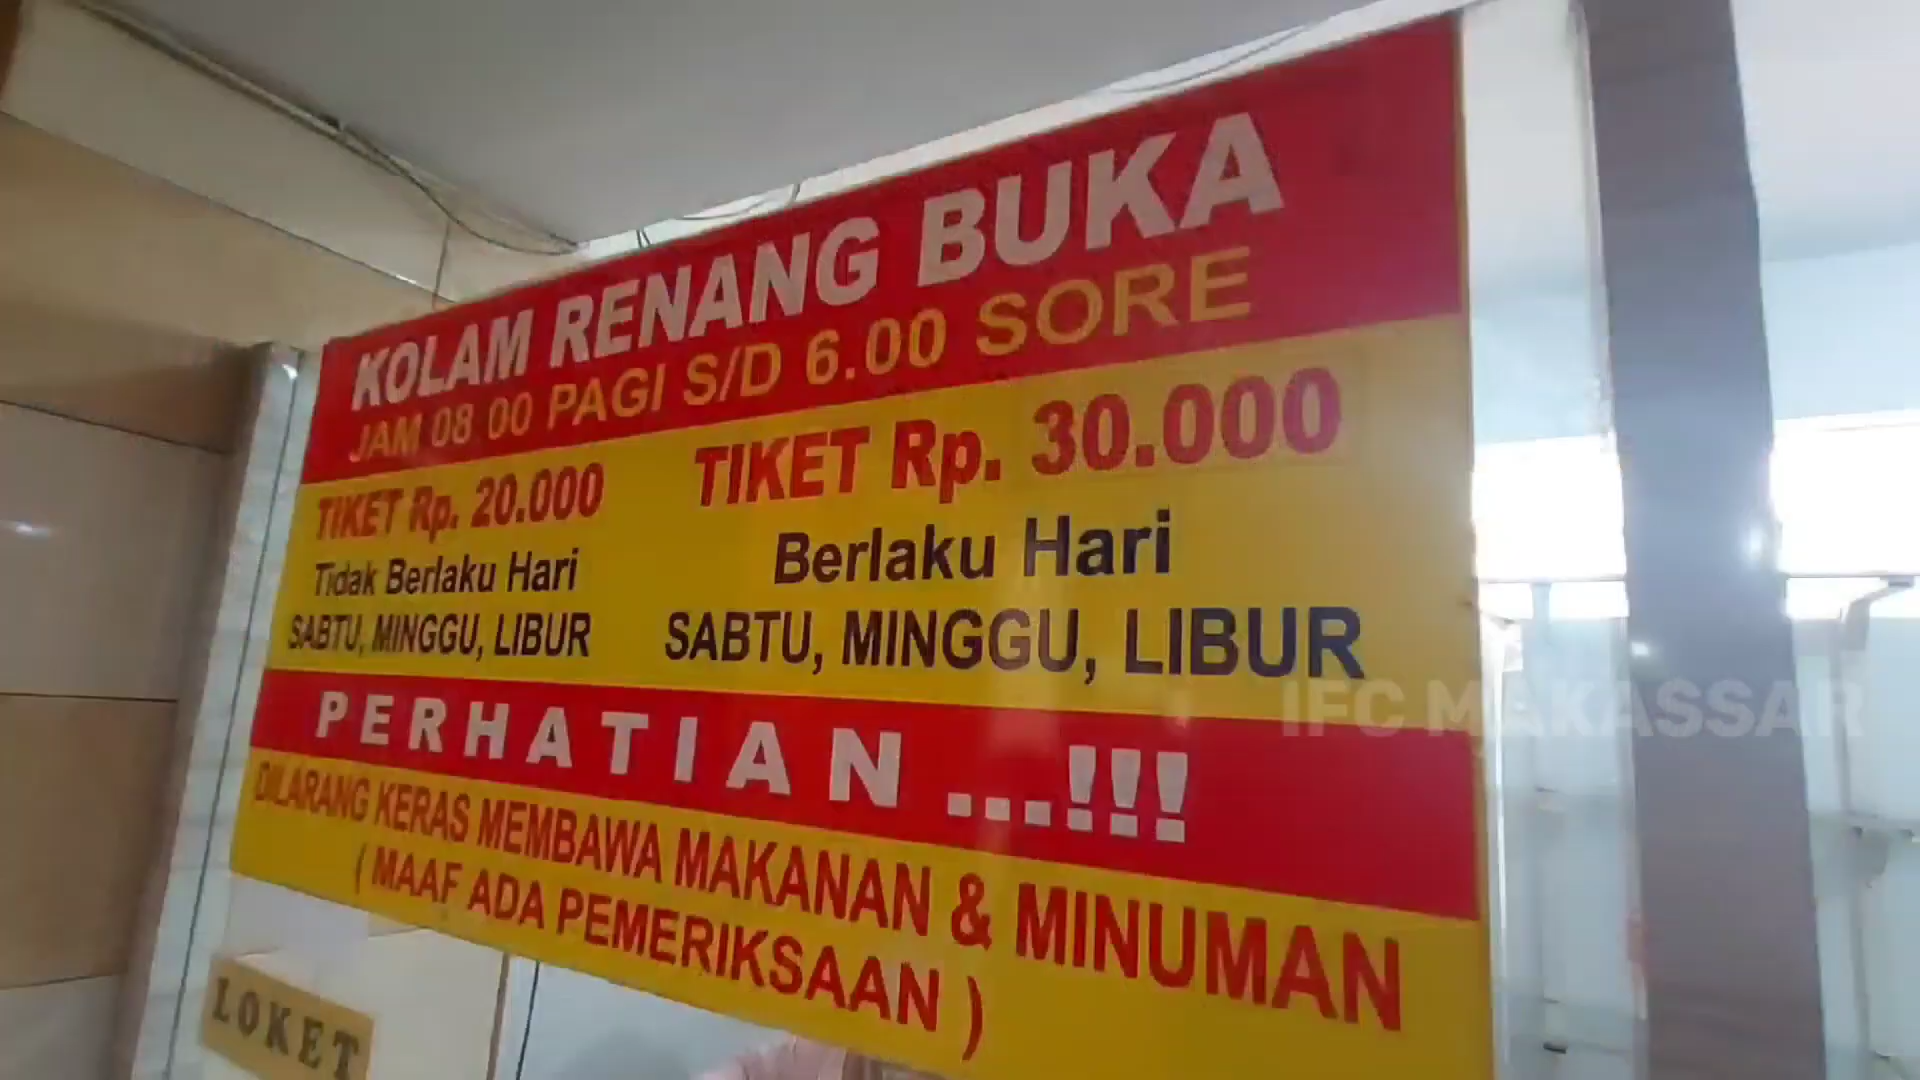 KOLAM RENANG BUKA
JAM 08.00 PAGI S/D 6.00 SORE
TIKET Rp. 20.000
Tidak Berlaku Hari
SABTU, MINGGU, LIBUR
TIKET Rp. 30.000
Berlaku Hari
SABTU, MINGGU, LIBUR
PERHATIAN ...!!!
DILARANG KERAS MEMBAWA MAKANAN & MINUMAN
( MAAF ADA PEMERIKSAAN )
LOKET
IFC MAKASSAR